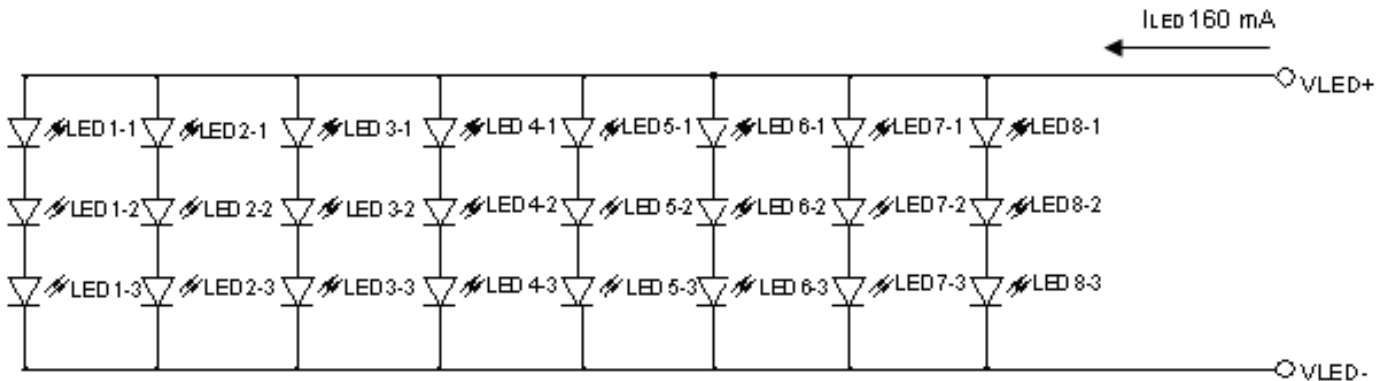 ILED 160 mA
VLED+
LED 1-1 LED 2-1 LED 3-1 LED 4-1 LED 5-1 LED 6-1 LED 7-1 LED 8-1
LED 1-2 LED 2-2 LED 3-2 LED 4-2 LED 5-2 LED 6-2 LED 7-2 LED 8-2
LED 1-3 LED 2-3 LED 3-3 LED 4-3 LED 5-3 LED 6-3 LED 7-3 LED 8-3
VLED-